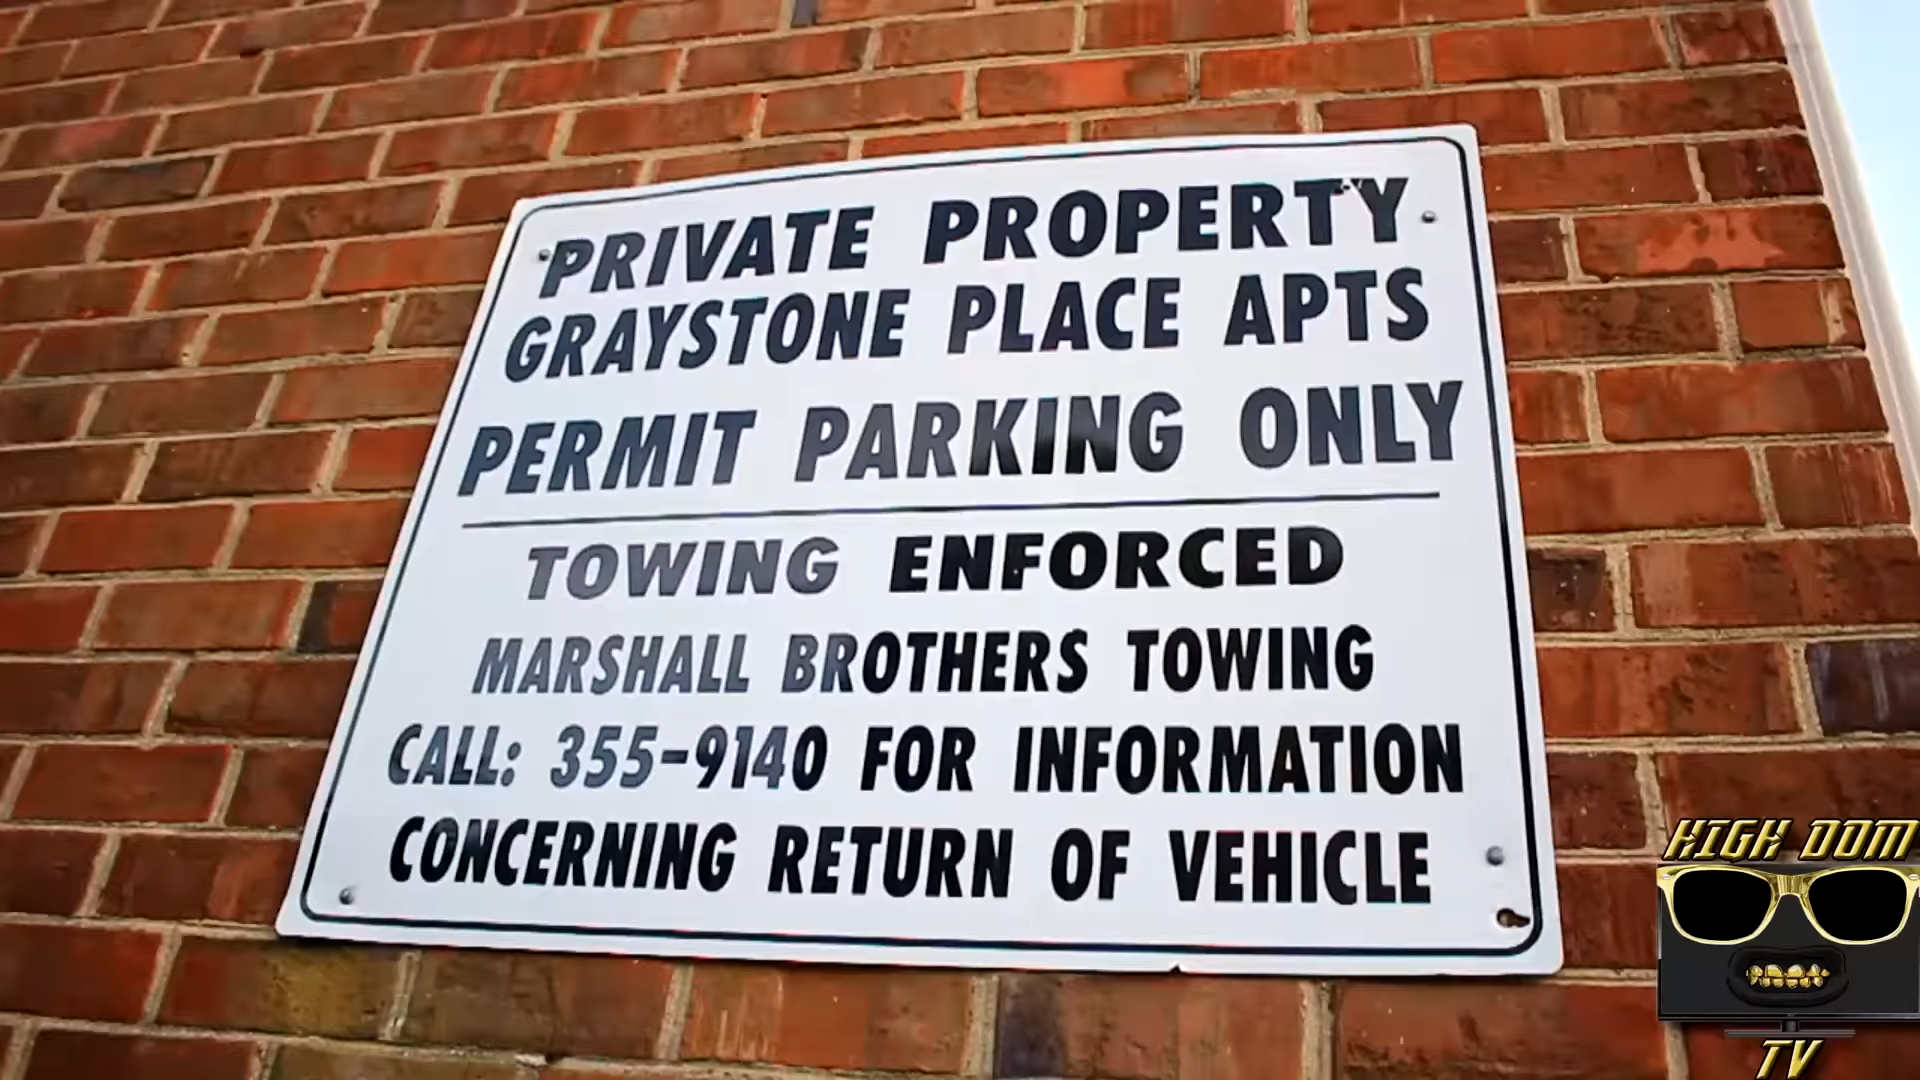 PRIVATE PROPERTY
GRAYSTONE PLACE APTS
PERMIT PARKING ONLY
TOWING ENFORCED
MARSHALL BROTHERS TOWING
CALL: 355-9140 FOR INFORMATION
CONCERNING RETURN OF VEHICLE
HIGH DOM
TV